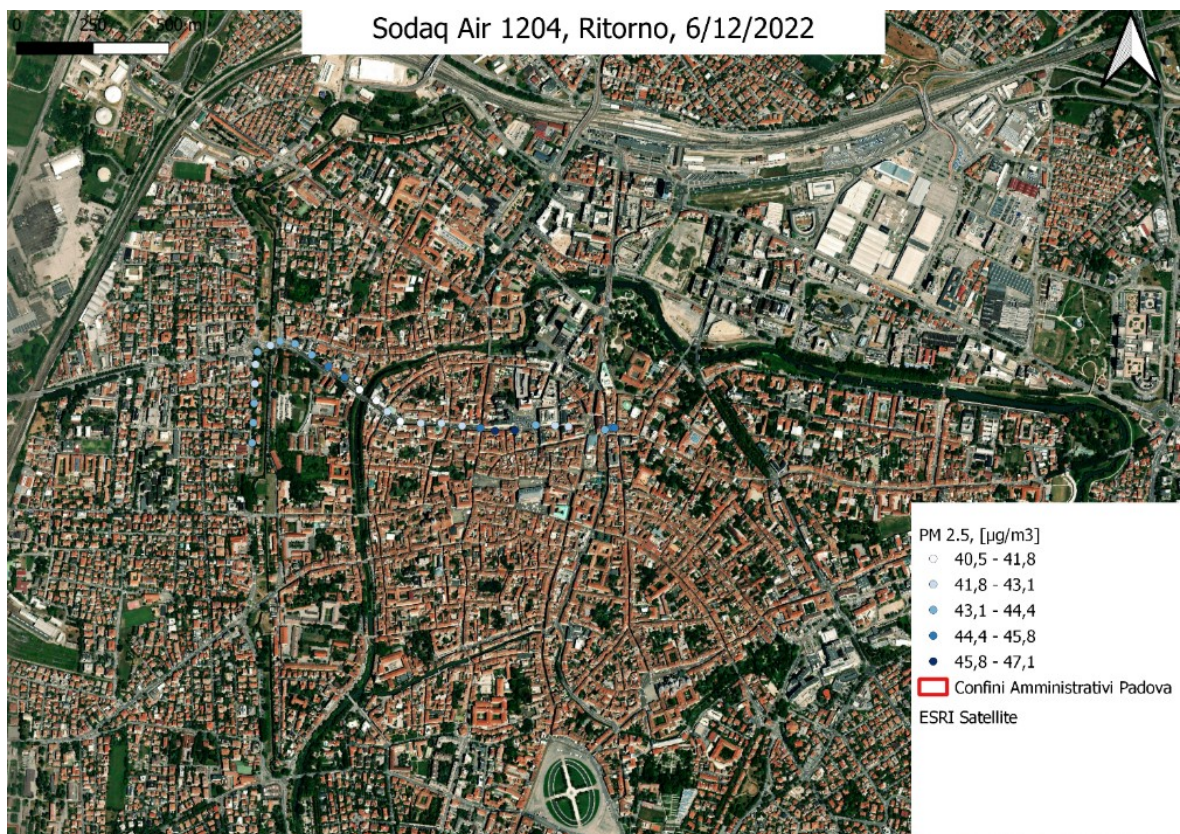 Sodaq Air 1204, Ritorno, 6/12/2022
0 250 500 m
PM 2.5, [µg/m3]
40,5 - 41,8
41,8 - 43,1
43,1 - 44,4
44,4 - 45,8
45,8 - 47,1
Confini Amministrativi Padova
ESRI Satellite